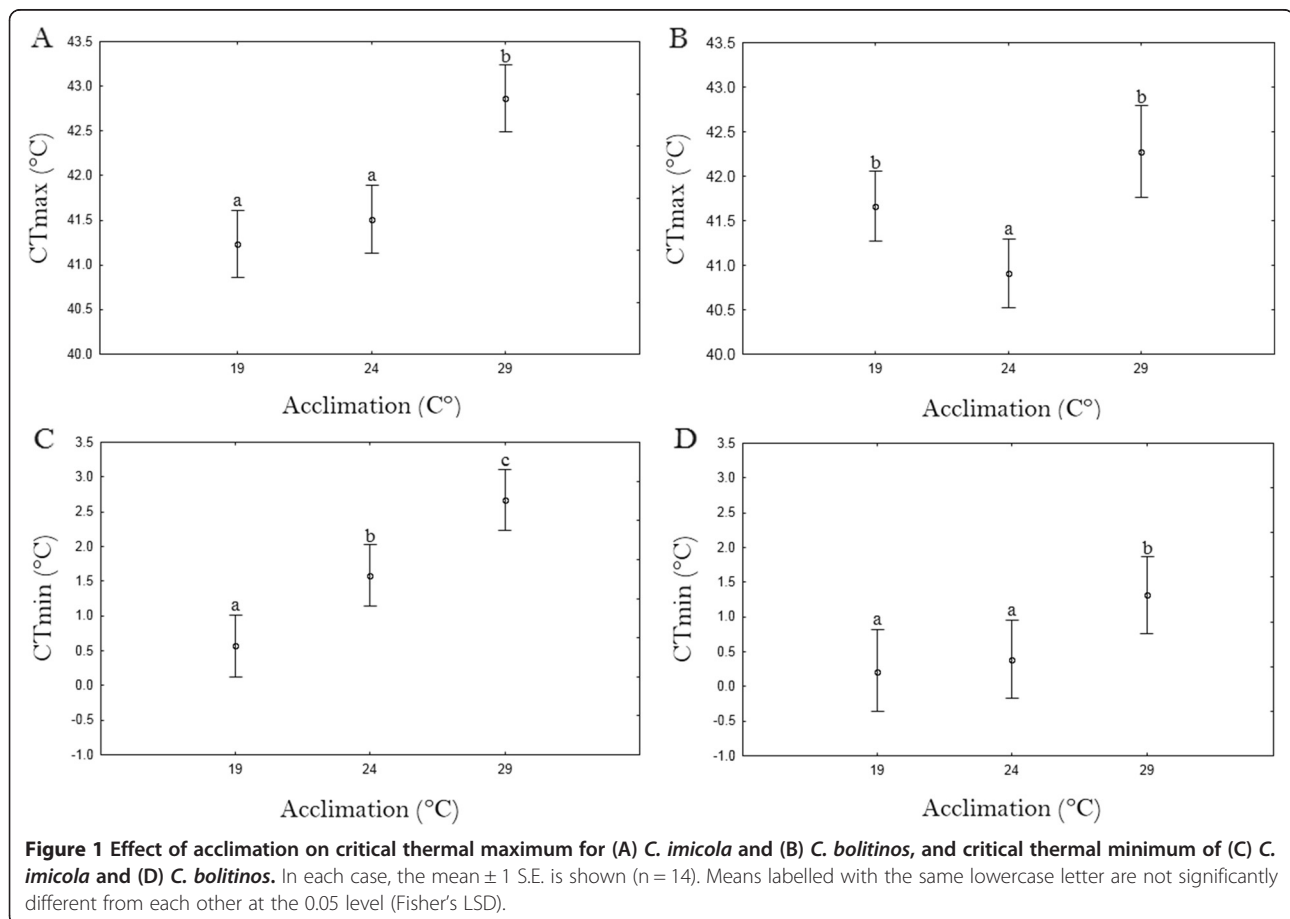 A
43.5
43.0
42.5
42.0
41.5
41.0
40.5
40.0
CTmax (°C)
a
a
b
19
24
29
Acclimation (C°)
B
43.5
43.0
42.5
42.0
41.5
41.0
40.5
40.0
CTmax (°C)
b
a
b
19
24
29
Acclimation (C°)
C
3.5
3.0
2.5
2.0
1.5
1.0
0.5
0.0
-0.5
-1.0
CTmin (°C)
a
b
c
19
24
29
Acclimation (°C)
D
3.5
3.0
2.5
2.0
1.5
1.0
0.5
0.0
-0.5
-1.0
CTmin (°C)
a
a
b
19
24
29
Acclimation (°C)
Figure 1 Effect of acclimation on critical thermal maximum for (A) C. imicola and (B) C. bolitinos, and critical thermal minimum of (C) C.
imicola and (D) C. bolitinos. In each case, the mean ± 1 S.E. is shown (n = 14). Means labelled with the same lowercase letter are not significantly
different from each other at the 0.05 level (Fisher's LSD).